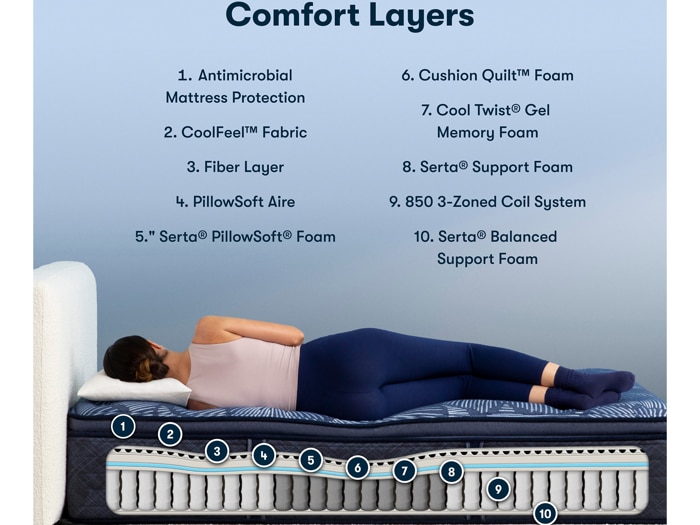 Comfort Layers
1. Antimicrobial
Mattress Protection
2. CoolFeel™ Fabric
3. Fiber Layer
4. PillowSoft Aire
5." Serta® PillowSoft® Foam
6. Cushion Quilt™ Foam
7. Cool Twist® Gel
Memory Foam
8. Serta® Support Foam
9. 850 3-Zoned Coil System
10. Serta® Balanced
Support Foam
1
2
3
4
5
6
7
8
9
10